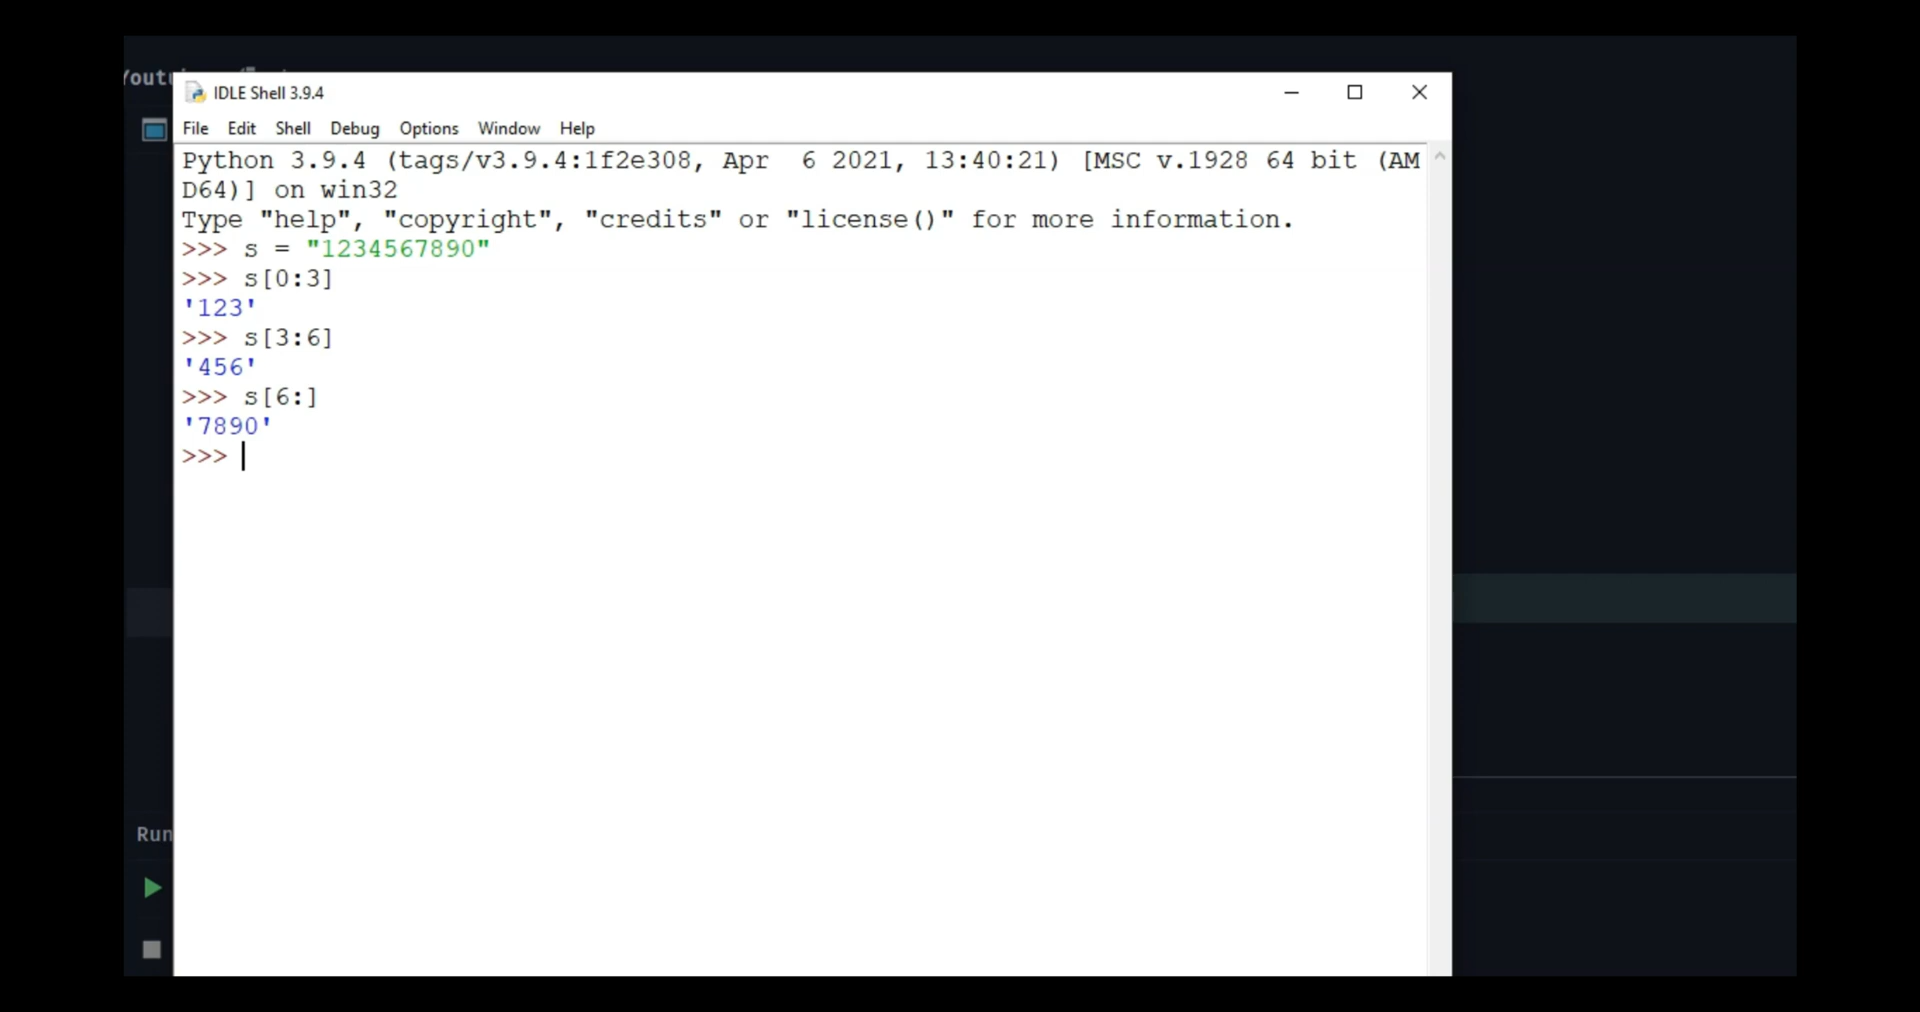 Youtu
IDLE Shell 3.9.4
File Edit Shell Debug Options Window Help
Python 3.9.4 (tags/v3.9.4:1f2e308, Apr  6 2021, 13:40:21) [MSC v.1928 64 bit (AM
D64)] on win32
Type "help", "copyright", "credits" or "license()" for more information.
>>> s = "1234567890"
>>> s[0:3]
'123'
>>> s[3:6]
'456'
>>> s[6:]
'7890'
>>>
Run